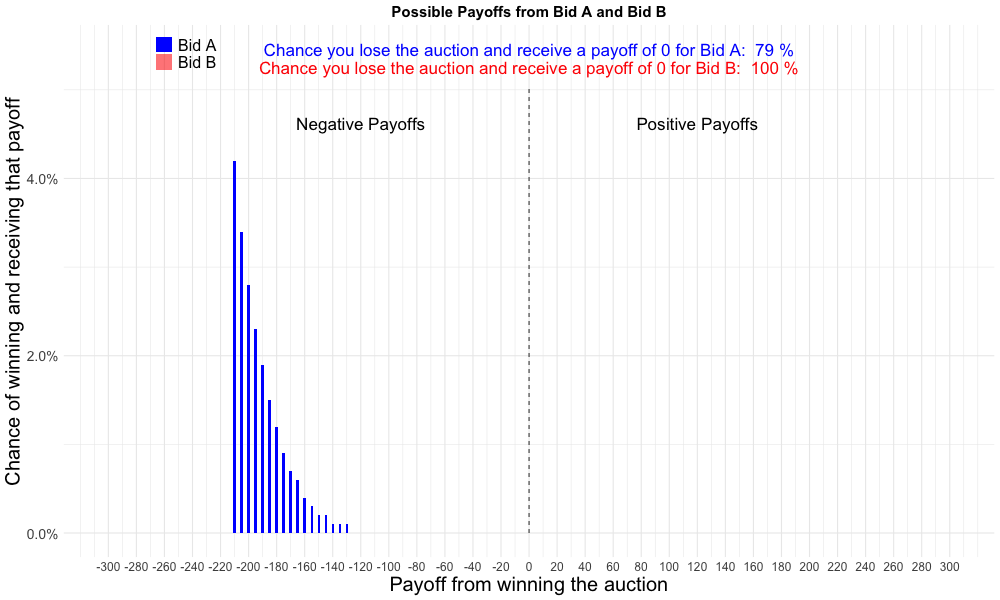 Possible Payoffs from Bid A and Bid B
Bid A
Bid B
Chance you lose the auction and receive a payoff of 0 for Bid A:  79 %
Chance you lose the auction and receive a payoff of 0 for Bid B:  100 %
Negative Payoffs
Positive Payoffs
Chance of winning and receiving that payoff
4.0%
2.0%
0.0%
-300 -280 -260 -240 -220 -200 -180 -160 -140 -120 -100 -80 -60 -40 -20 0 20 40 60 80 100 120 140 160 180 200 220 240 260 280 300
Payoff from winning the auction